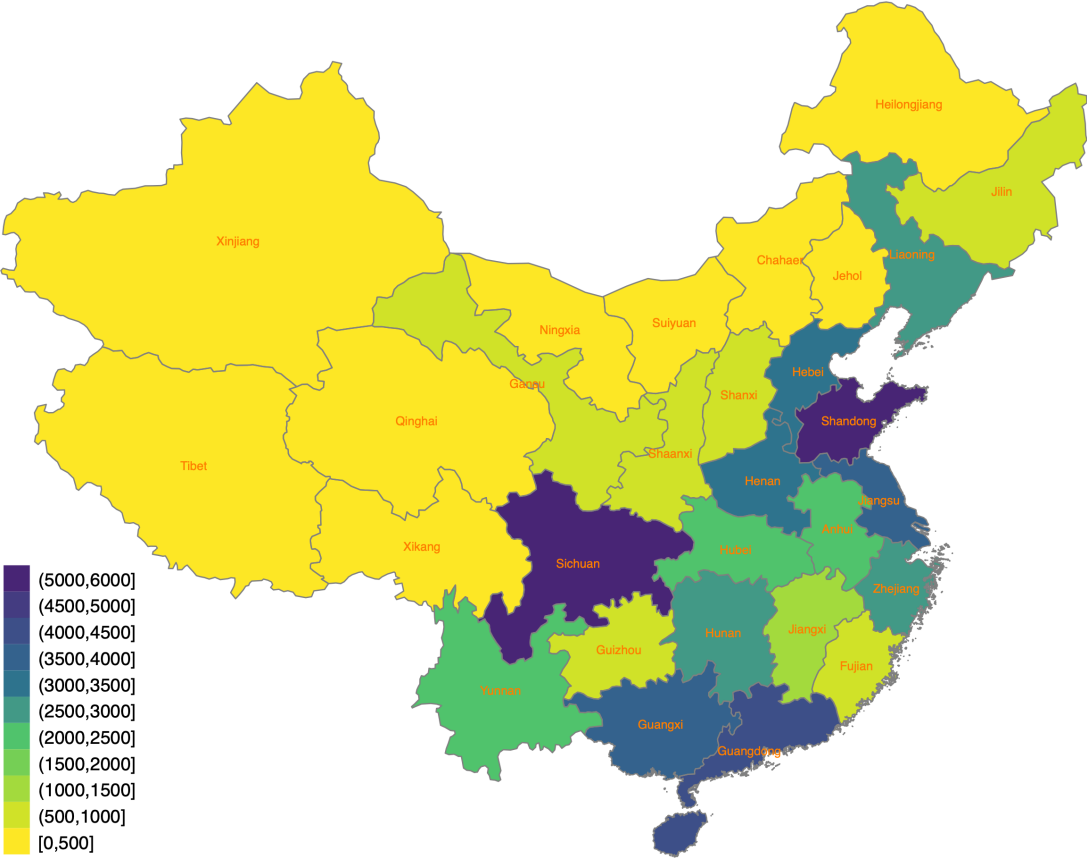 Heilongjiang
Jilin
Xinjiang
Liaoning
Chahaer
Jehol
Suiyuan
Ningxia
Hebei
Gansu
Shanxi
Qinghai
Shandong
Shaanxi
Tibet
Henan
Jiangsu
Anhui
Xikang
Hubei
Sichuan
Zhejiang
Jiangxi
Hunan
Guizhou
Fujian
Yunnan
Guangxi
Guangdong
(5000,6000]
(4500,5000]
(4000,4500]
(3500,4000]
(3000,3500]
(2500,3000]
(2000,2500]
(1500,2000]
(1000,1500]
(500,1000]
[0,500]